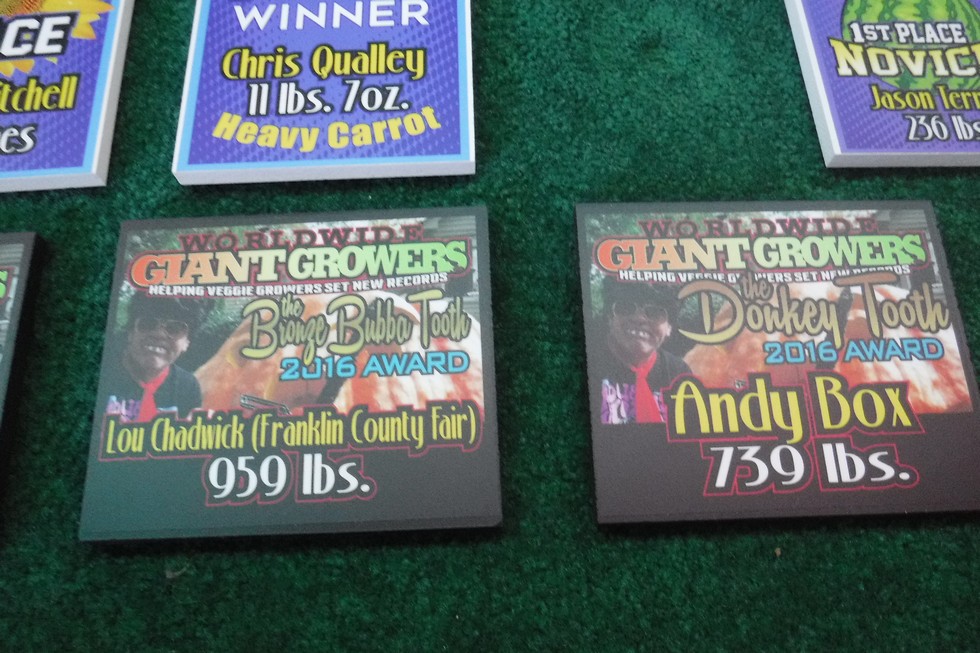 CE
tchell
WINNER
Chris Qualley
11 lbs. 7oz.
Heavy Carrot
1ST PLACE
NOVIC
Jason Terr
236 lbs
WORLDWIDE
GIANT GROWERS
HELPING VEGGIE GROWERS SET NEW RECORDS
the
Bronze Bubba Tooth
2016 AWARD
Lou Chadwick (Franklin County Fair)
959 lbs.
WORLDWIDE
GIANT GROWERS
HELPING VEGGIE GROWERS SET NEW RECORDS
the
Donkey Tooth
2016 AWARD
Andy Box
739 lbs.